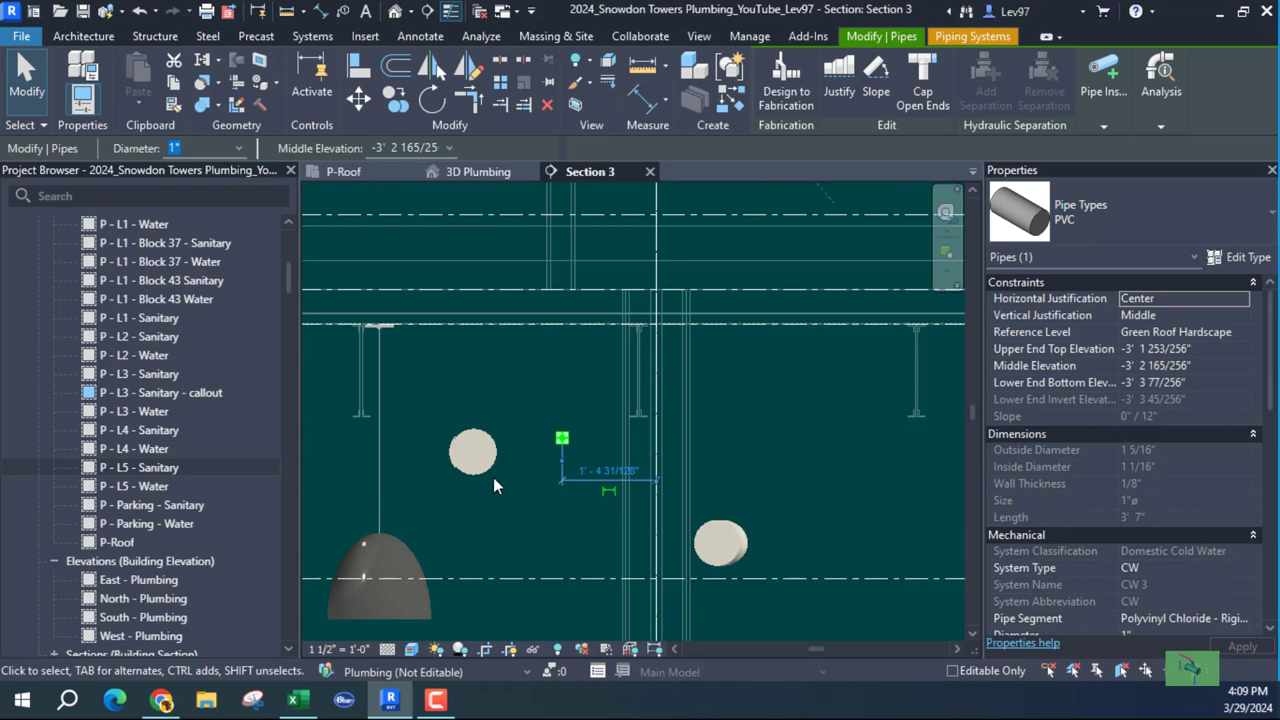 2024_Snowdon Towers Plumbing_YouTube_Lev97 - Section: Section 3
Lev97
File Architecture Structure Steel Precast Systems Insert Annotate Analyze Massing & Site Collaborate View Manage Add-Ins Modify | Pipes Piping Systems
Modify Properties Paste Activate Design to Fabrication Justify Slope Cap Open Ends Add Separation Remove Separation Pipe Ins... Analysis
Select Properties Clipboard Geometry Controls Modify View Measure Create Fabrication Edit Hydraulic Separation
Modify | Pipes Diameter: 1" Middle Elevation: -3' 2 165/25
Project Browser - 2024_Snowdon Towers Plumbing_Yo...
P-Roof 3D Plumbing Section 3
Properties
Search
P - L1 - Water
P - L1 - Block 37 - Sanitary
P - L1 - Block 37 - Water
P - L1 - Block 43 Sanitary
P - L1 - Block 43 Water
P - L1 - Sanitary
P - L2 - Sanitary
P - L2 - Water
P - L3 - Sanitary
P - L3 - Sanitary - callout
P - L3 - Water
P - L4 - Sanitary
P - L4 - Water
P - L5 - Sanitary
P - L5 - Water
P - Parking - Sanitary
P - Parking - Water
P-Roof
Elevations (Building Elevation)
East - Plumbing
North - Plumbing
South - Plumbing
West - Plumbing
Sections (Building Section)
1' - 4 31/128"
Pipe Types
PVC
Pipes (1) Edit Type
Constraints
Horizontal Justification Center
Vertical Justification Middle
Reference Level Green Roof Hardscape
Upper End Top Elevation -3' 1 253/256"
Middle Elevation -3' 2 165/256"
Lower End Bottom Elev... -3' 3 77/256"
Lower End Invert Elevat... -3' 3 45/256"
Slope 0" / 12"
Dimensions
Outside Diameter 1 5/16"
Inside Diameter 1 1/16"
Wall Thickness 1/8"
Size 1"ø
Length 3' 7"
Mechanical
System Classification Domestic Cold Water
System Type CW
System Name CW 3
System Abbreviation CW
Pipe Segment Polyvinyl Chloride - Rigi...
Diameter 1"
Properties help Apply
1 1/2" = 1'-0"
Click to select, TAB for alternates, CTRL adds, SHIFT unselects.
Plumbing (Not Editable) :0 Main Model Editable Only
4:09 PM
3/29/2024